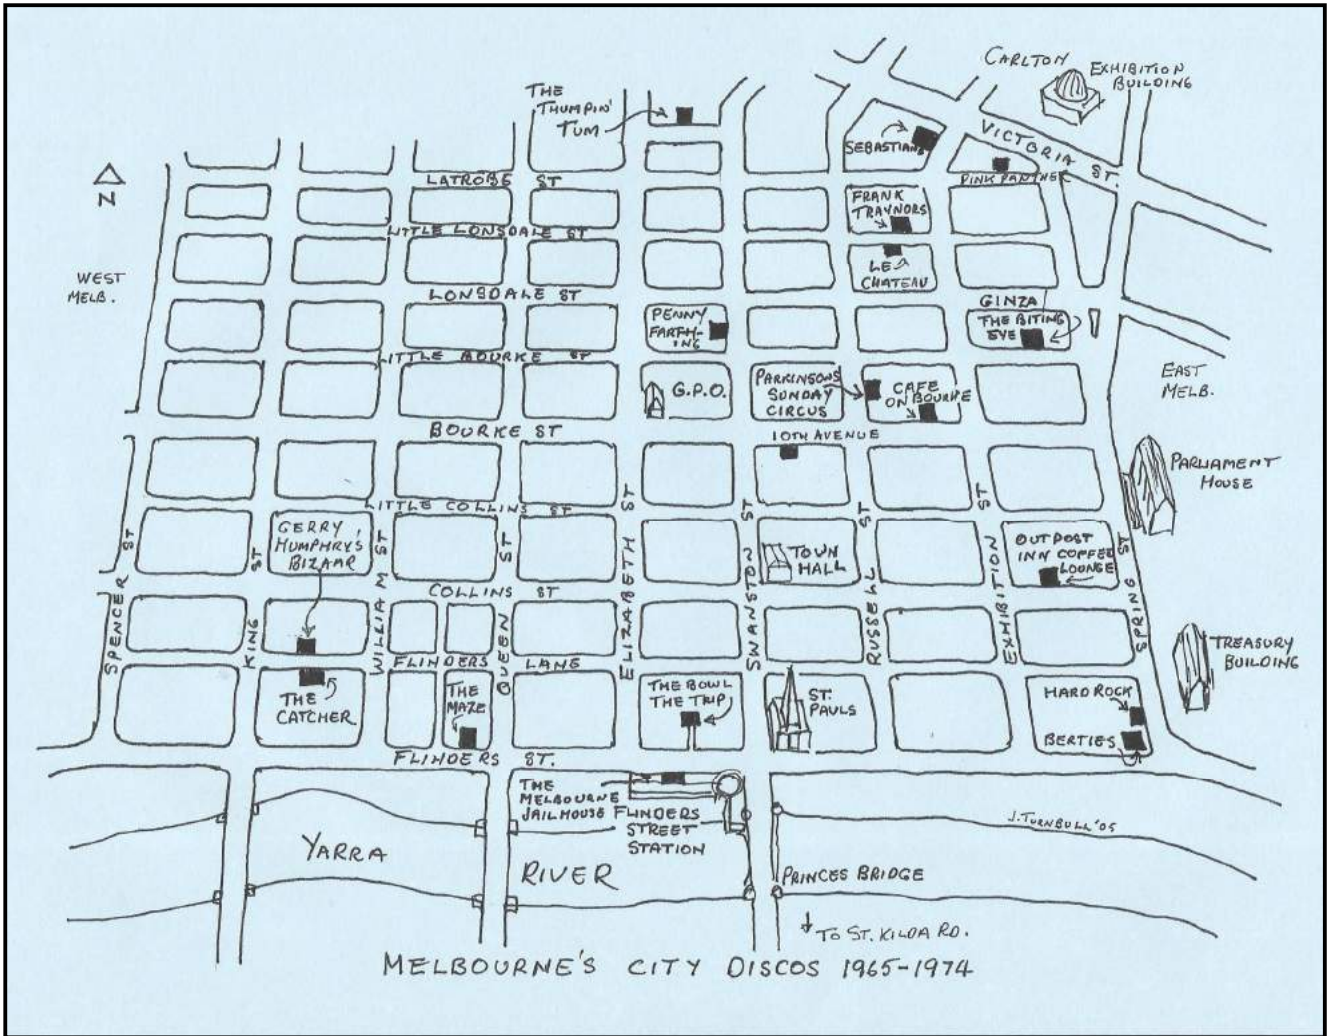 CARLTON
EXHIBITION
BUILDING
THE
THUMPIN'
TUM
SEBASTIANS
VICTORIA ST.
PINK PANTHER
N
LATROBE ST
FRANK
TRAYNORS
LITTLE LONSDALE ST
WEST
MELB.
LE
CHATEAU
LONSDALE ST
GINZA
PENNY
FARTH-
ING
THE BITING
EYE
LITTLE BOURKE ST
EAST
MELB.
G.P.O.
PARKINSONS
SUNDAY
CIRCUS
CAFE
ON BOURKE
BOURKE ST
10TH AVENUE
PARLIAMENT
HOUSE
LITTLE COLLINS ST
GERRY
HUMPHRY'S
BIZAAR
TOWN
HALL
OUTPOST
INN COFFEE
LOUNGE
COLLINS ST
SPENCER ST
KING ST
WILLIAM ST
QUEEN ST
ELIZABETH ST
SWANSTON ST
RUSSELL ST
EXHIBITION ST
SPRING ST
TREASURY
BUILDING
FLINDERS LANE
THE
CATCHER
THE
MAZE
THE BOWL
THE TRIP
ST.
PAULS
HARD ROCK
BERTIES
FLINDERS ST.
THE
MELBOURNE
JAILHOUSE
FLINDERS
STREET
STATION
J.TURNBULL '05
YARRA
RIVER
PRINCES BRIDGE
TO ST. KILDA RD.
MELBOURNE'S CITY DISCOS 1965-1974